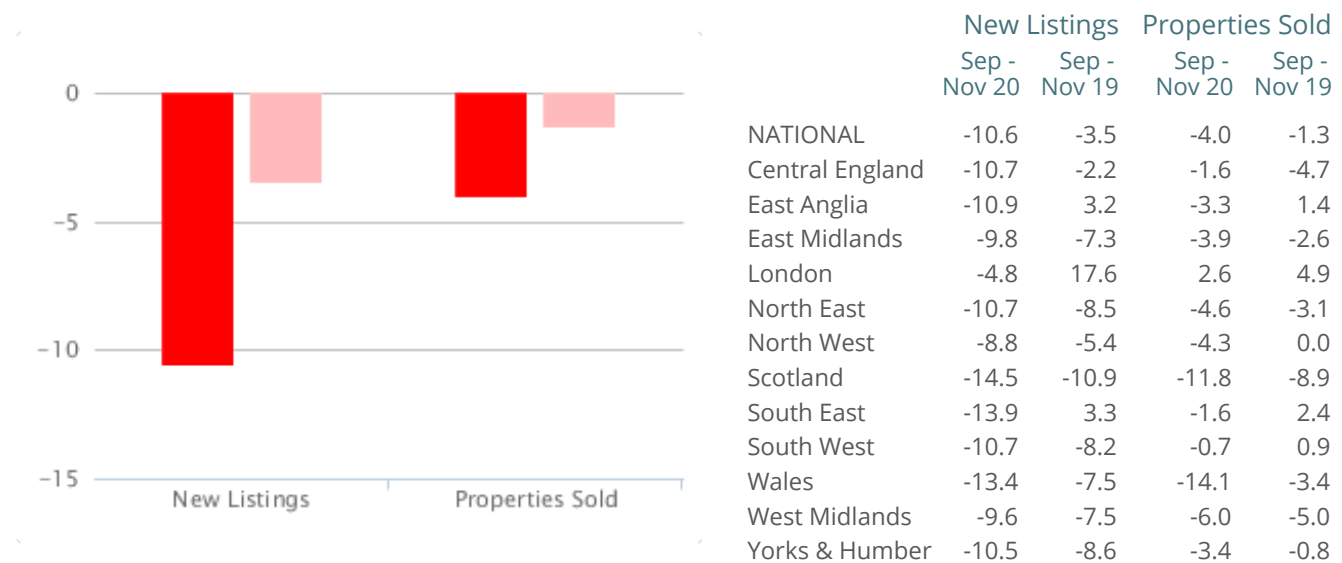 0
−5
−10
−15
New Listings Properties Sold
New Listings Properties Sold
Sep - Sep - Sep - Sep -
Nov 20 Nov 19 Nov 20 Nov 19
NATIONAL -10.6 -3.5 -4.0 -1.3
Central England -10.7 -2.2 -1.6 -4.7
East Anglia -10.9 3.2 -3.3 1.4
East Midlands -9.8 -7.3 -3.9 -2.6
London -4.8 17.6 2.6 4.9
North East -10.7 -8.5 -4.6 -3.1
North West -8.8 -5.4 -4.3 0.0
Scotland -14.5 -10.9 -11.8 -8.9
South East -13.9 3.3 -1.6 2.4
South West -10.7 -8.2 -0.7 0.9
Wales -13.4 -7.5 -14.1 -3.4
West Midlands -9.6 -7.5 -6.0 -5.0
Yorks & Humber -10.5 -8.6 -3.4 -0.8